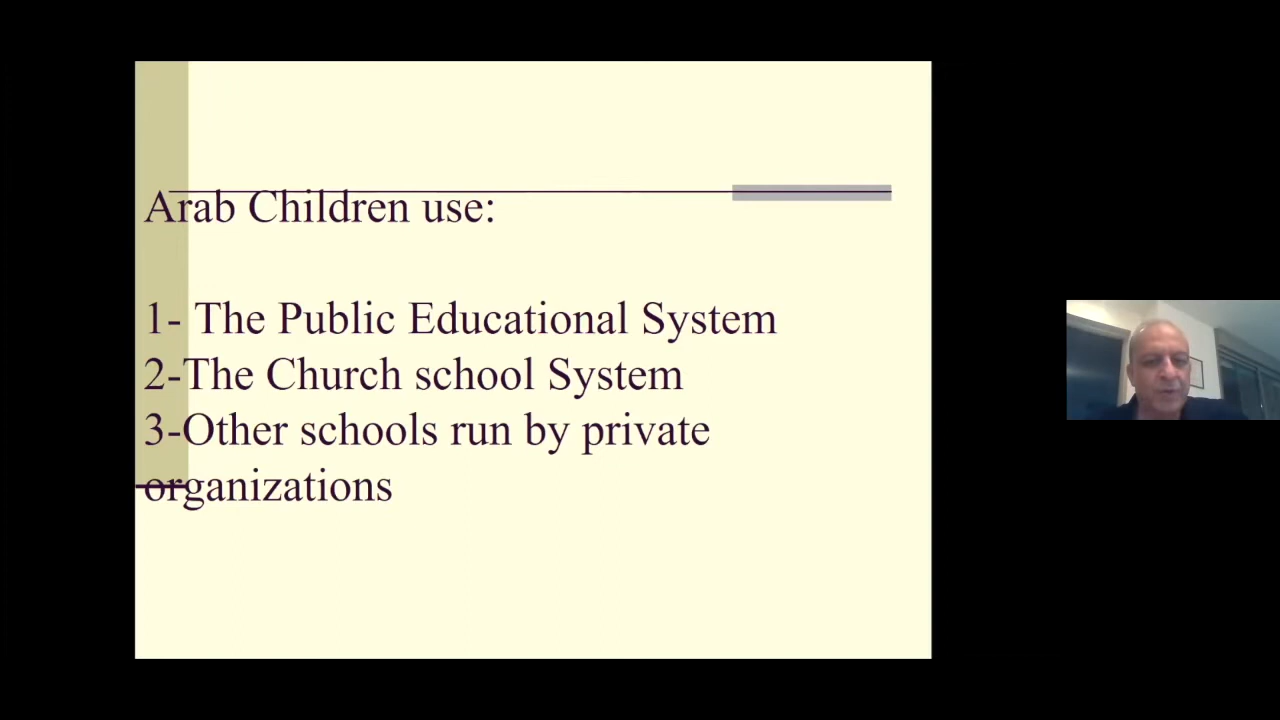 Arab Children use:
1- The Public Educational System
2-The Church school System
3-Other schools run by private
organizations